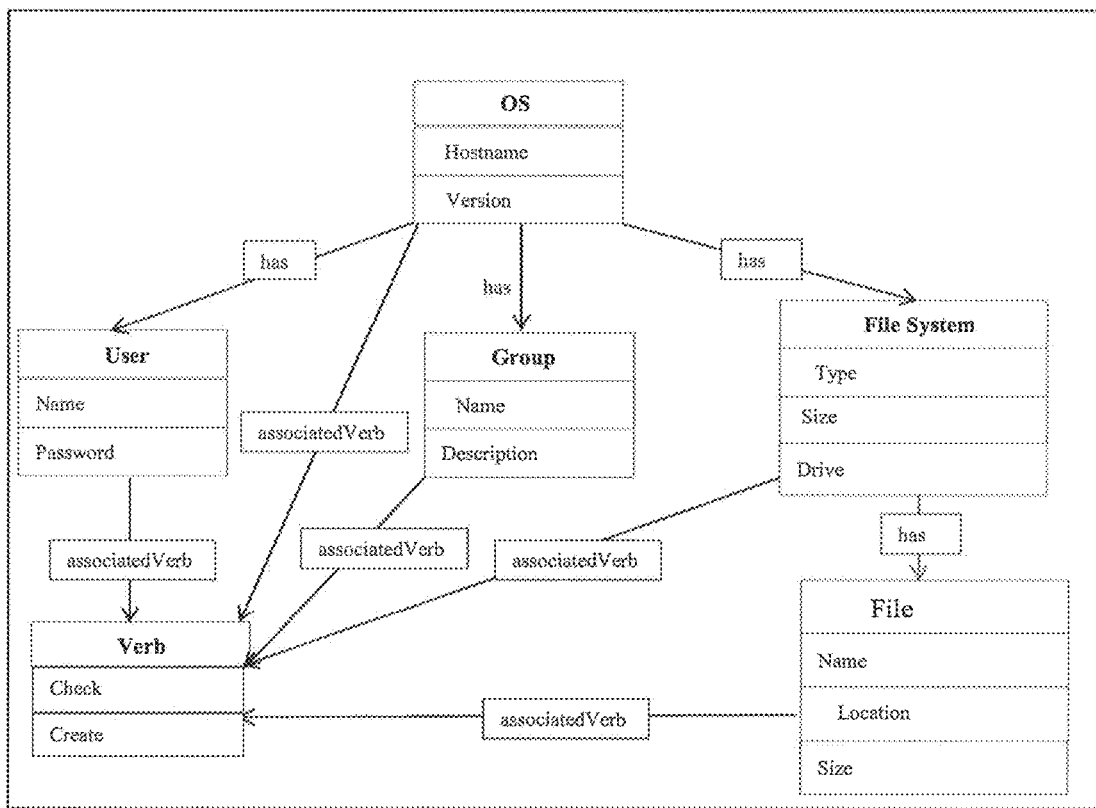 OS
Hostname
Version
has
has
has
User
Name
Password
Group
Name
Description
File System
Type
Size
Drive
associatedVerb
associatedVerb
associatedVerb
associatedVerb
has
Verb
Check
Create
File
Name
Location
Size
associatedVerb